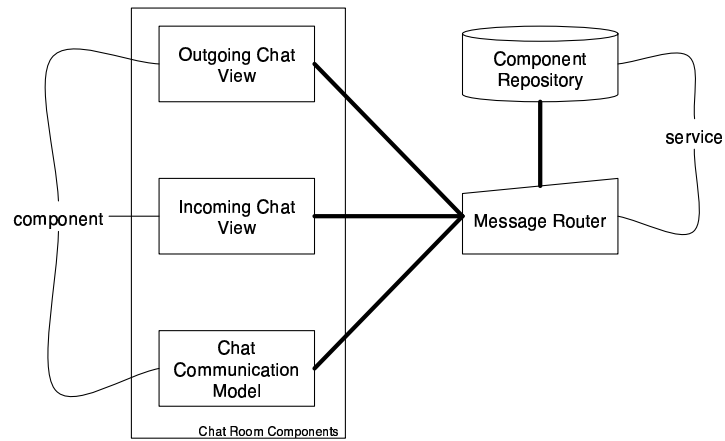 Outgoing Chat
View
Component
Repository
service
component
Incoming Chat
View
Message Router
Chat
Communication
Model
Chat Room Components